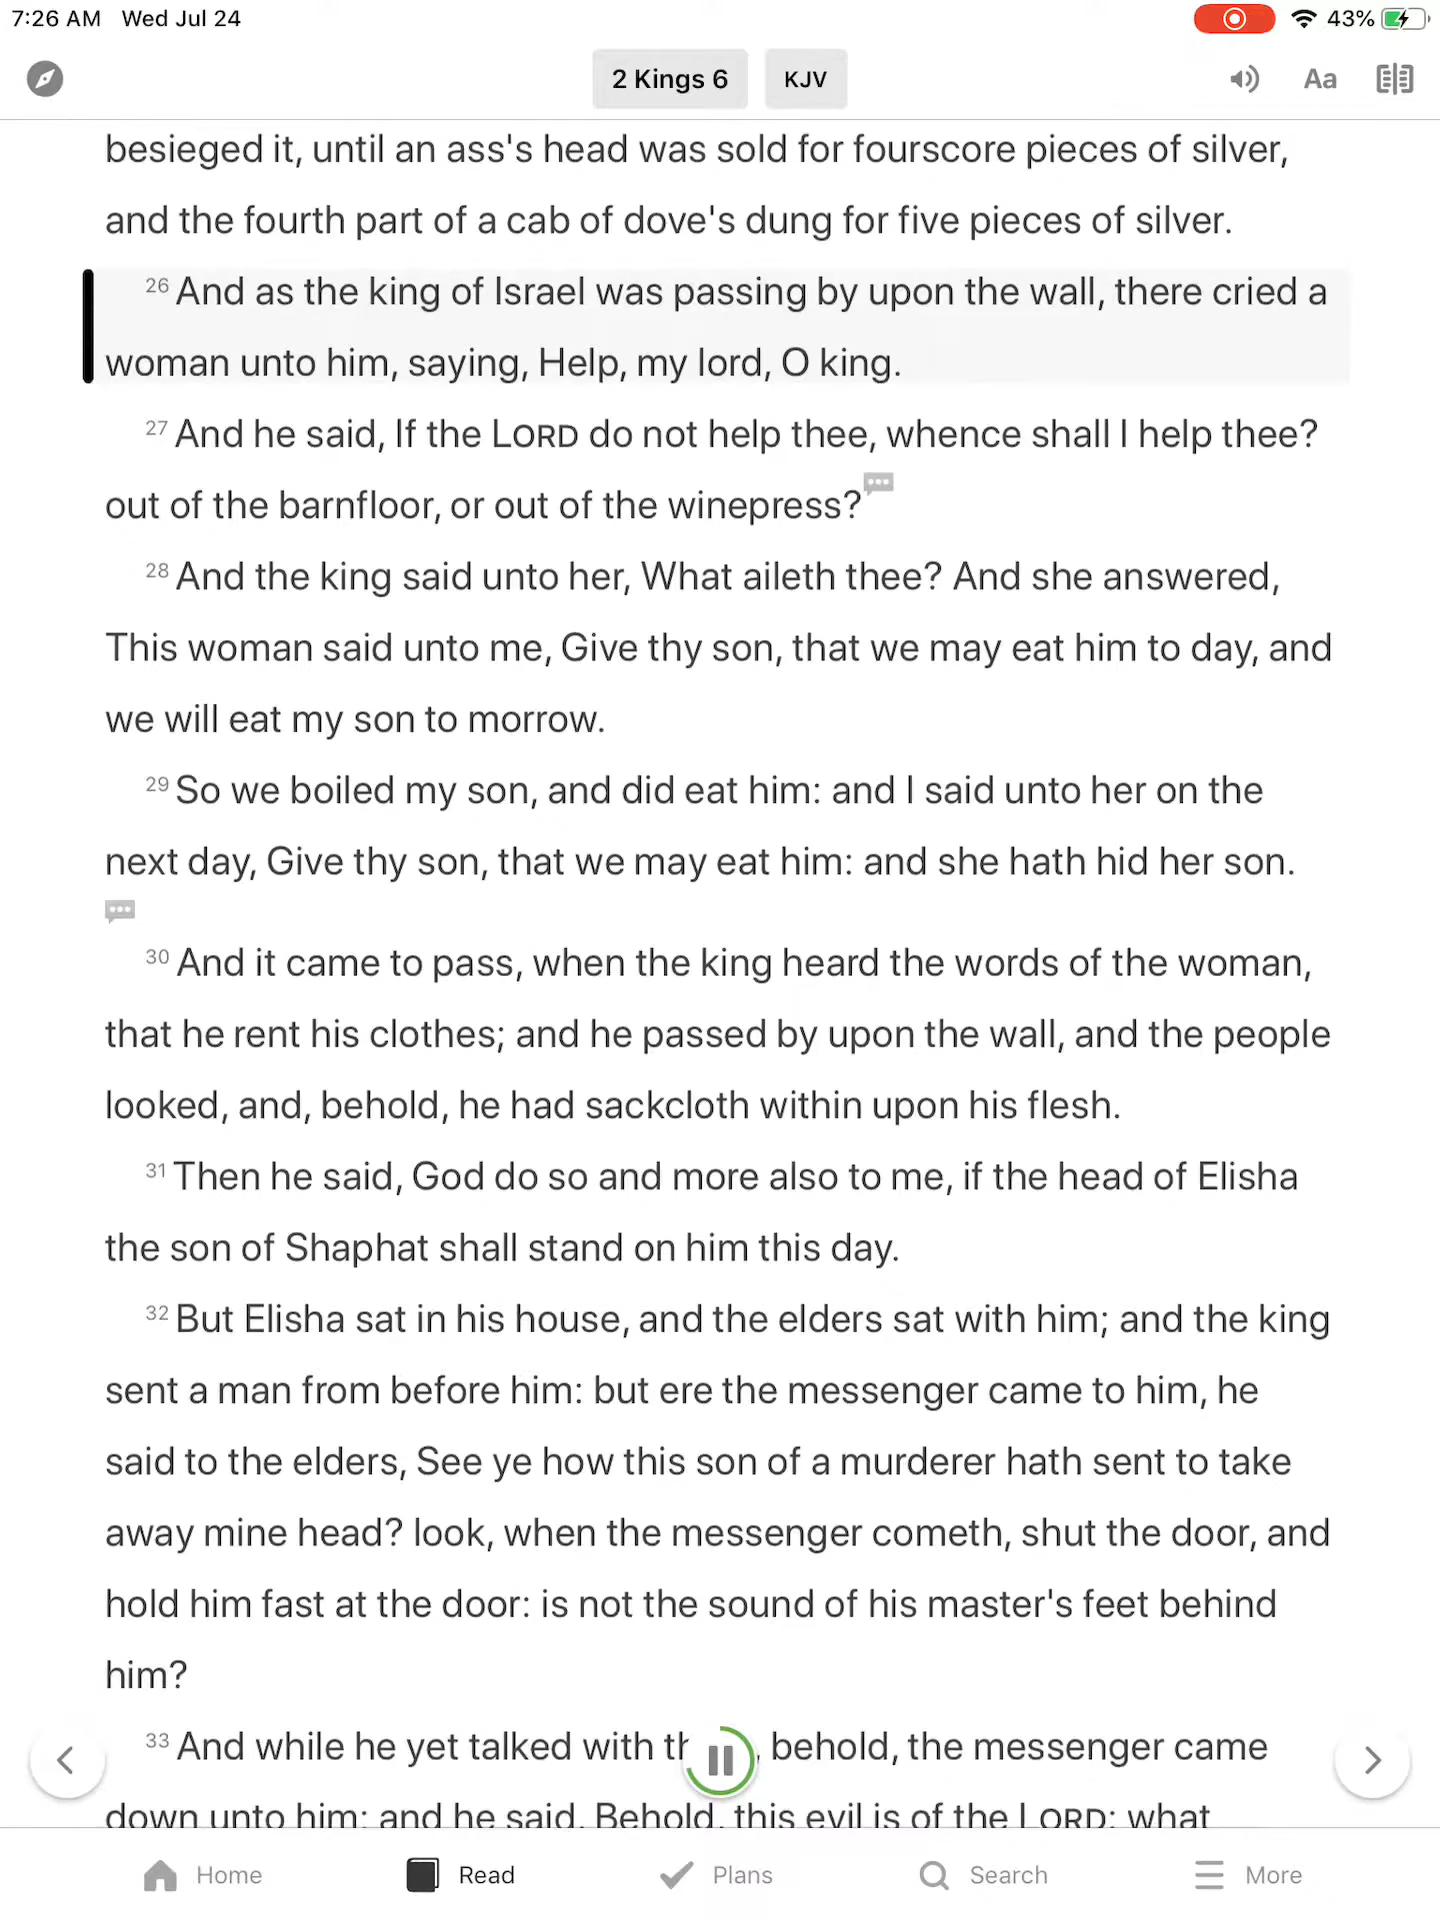 7:26 AM Wed Jul 24 43%
2 Kings 6 KJV Aa
besieged it, until an ass's head was sold for fourscore pieces of silver,
and the fourth part of a cab of dove's dung for five pieces of silver.
26 And as the king of Israel was passing by upon the wall, there cried a
woman unto him, saying, Help, my lord, O king.
27 And he said, If the LORD do not help thee, whence shall I help thee?
out of the barnfloor, or out of the winepress?
28 And the king said unto her, What aileth thee? And she answered,
This woman said unto me, Give thy son, that we may eat him to day, and
we will eat my son to morrow.
29 So we boiled my son, and did eat him: and I said unto her on the
next day, Give thy son, that we may eat him: and she hath hid her son.
30 And it came to pass, when the king heard the words of the woman,
that he rent his clothes; and he passed by upon the wall, and the people
looked, and, behold, he had sackcloth within upon his flesh.
31 Then he said, God do so and more also to me, if the head of Elisha
the son of Shaphat shall stand on him this day.
32 But Elisha sat in his house, and the elders sat with him; and the king
sent a man from before him: but ere the messenger came to him, he
said to the elders, See ye how this son of a murderer hath sent to take
away mine head? look, when the messenger cometh, shut the door, and
hold him fast at the door: is not the sound of his master's feet behind
him?
33 And while he yet talked with behold, the messenger came
down unto him: and he said, Behold, this evil is of the LORD; what
Home Read Plans Search More